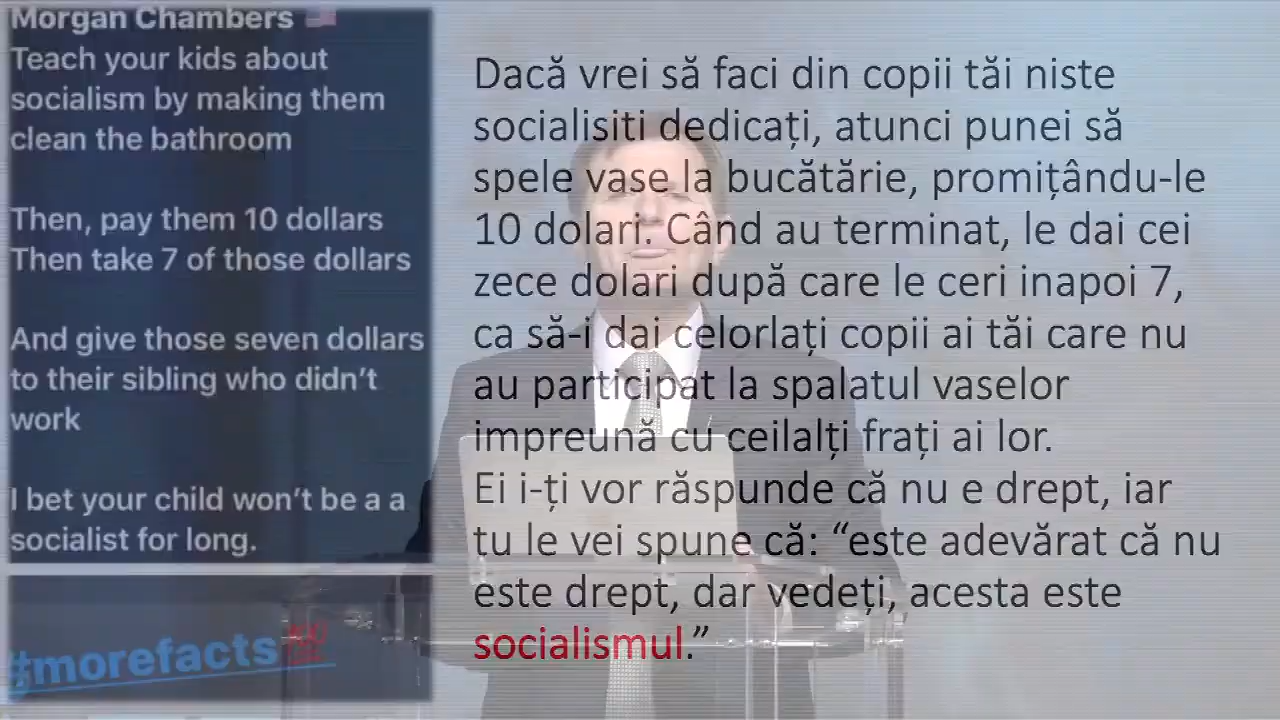 Morgan Chambers
Teach your kids about
socialism by making them
clean the bathroom
Then, pay them 10 dollars
Then take 7 of those dollars
And give those seven dollars
to their sibling who didn't
work
I bet your child won't be a a
socialist for long.
#morefacts
Dacă vrei să faci din copii tăi niste
socialisiti dedicați, atunci punei să
spele vase la bucătărie, promițându-le
10 dolari. Când au terminat, le dai cei
zece dolari după care le ceri inapoi 7,
ca să-i dai celorlați copii ai tăi care nu
au participat la spalatul vaselor
impreună cu ceilalți frați ai lor.
Ei i-ți vor răspunde că nu e drept, iar
tu le vei spune că: “este adevărat că nu
este drept, dar vedeți, acesta este
socialismul.”